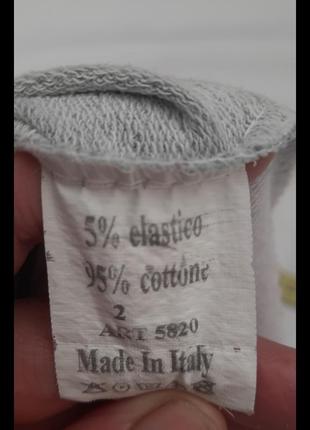 5% elastico
95% cottone
2
ART 5820
Made In Italy